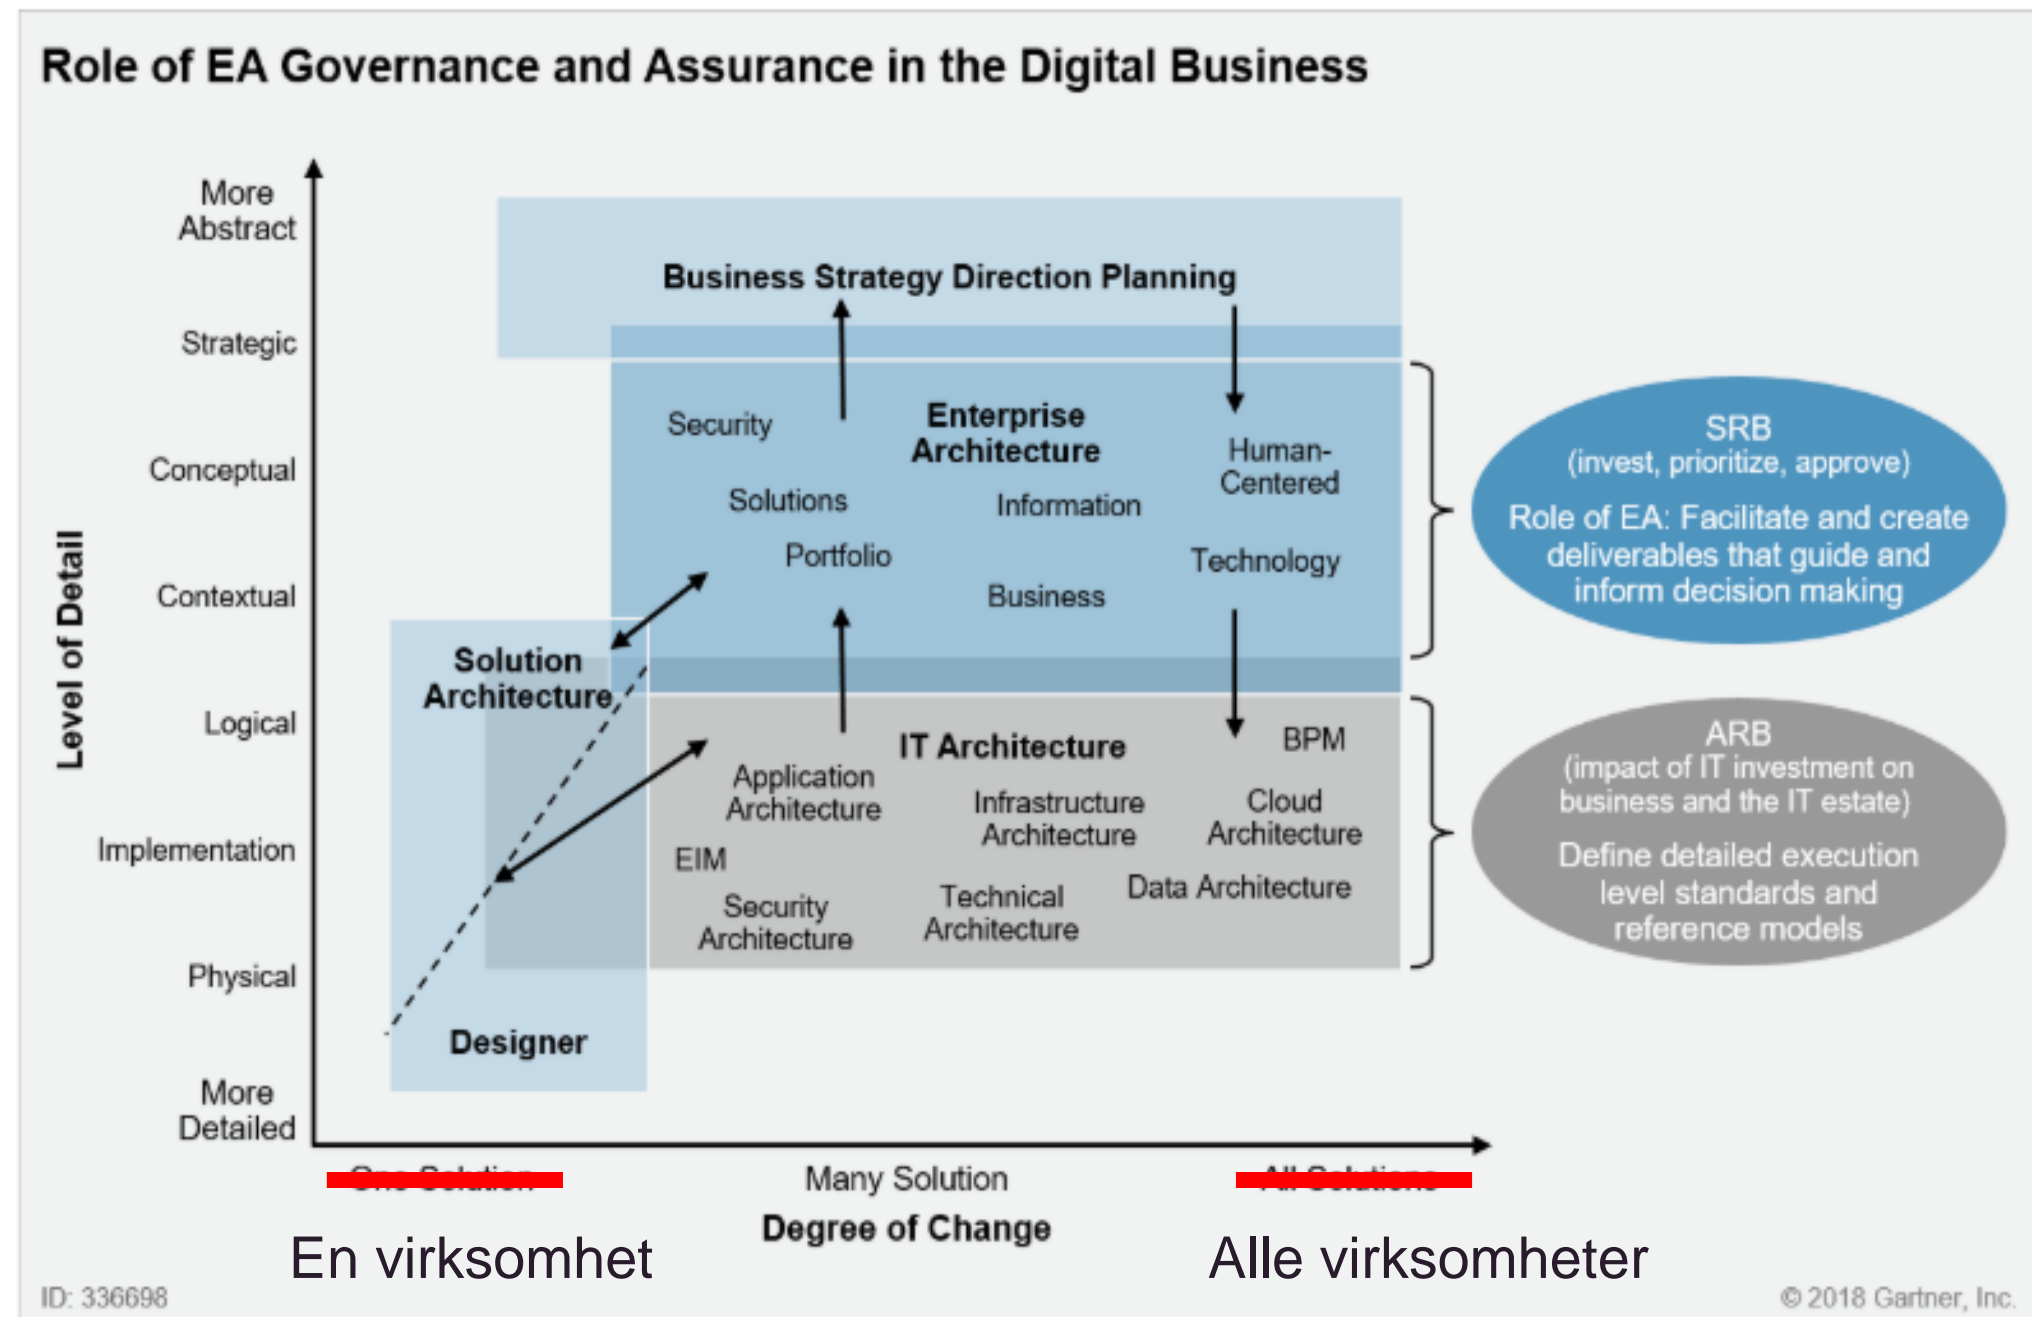 Role of EA Governance and Assurance in the Digital Business
More
Abstract
Strategic
Conceptual
Contextual
Logical
Implementation
Physical
More
Detailed
Level of Detail
Business Strategy Direction Planning
Security
Enterprise
Architecture
Human-
Centered
Solutions
Information
Portfolio
Technology
Business
Solution
Architecture
Designer
IT Architecture
BPM
Application
Architecture
Infrastructure
Architecture
Cloud
Architecture
EIM
Data Architecture
Security
Architecture
Technical
Architecture
SRB
(invest, prioritize, approve)
Role of EA: Facilitate and create
deliverables that guide and
inform decision making
ARB
(impact of IT investment on
business and the IT estate)
Define detailed execution
level standards and
reference models
One Solution
Many Solution
All Solutions
Degree of Change
En virksomhet
Alle virksomheter
ID: 336698
© 2018 Gartner, Inc.